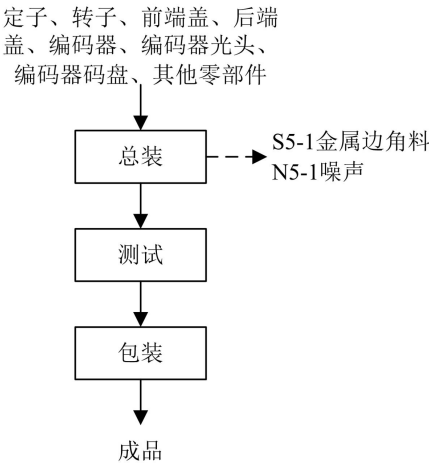 定子、转子、前端盖、后端
盖、编码器、编码器光头、
编码器码盘、其他零部件
总装
S5-1金属边角料
N5-1噪声
测试
包装
成品